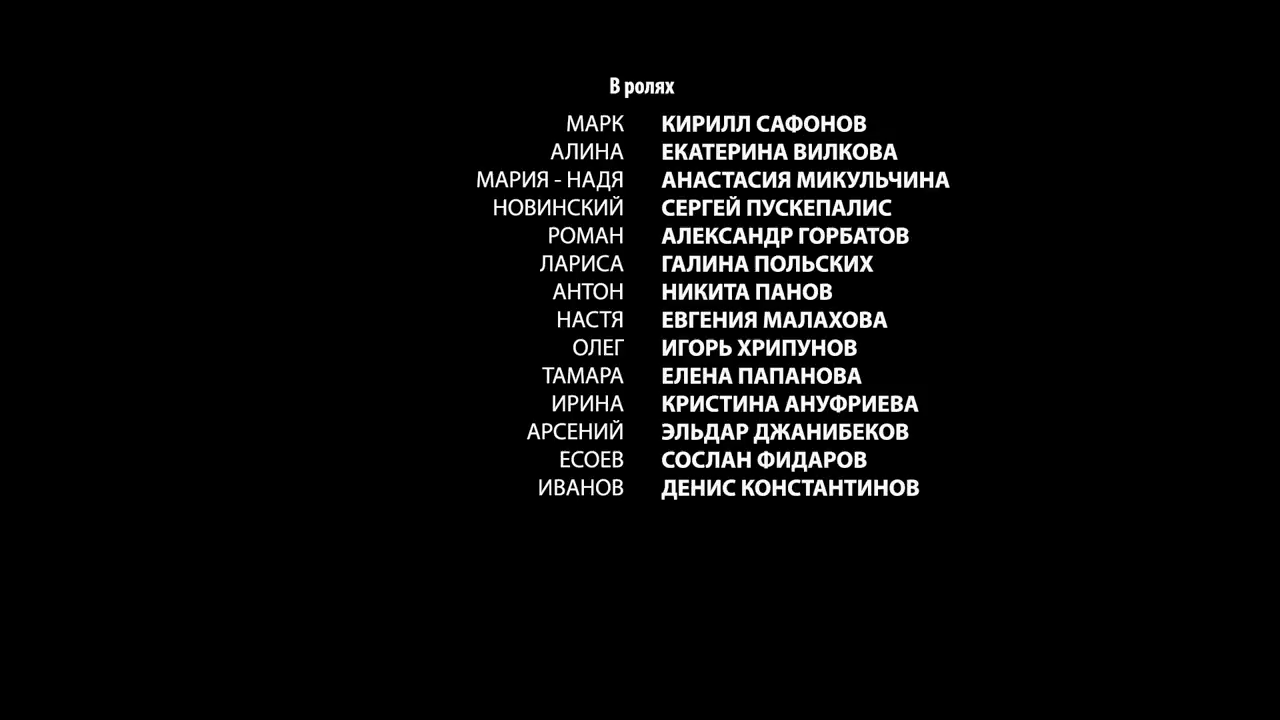 В ролях
МАРК КИРИЛЛ САФОНОВ
АЛИНА ЕКАТЕРИНА ВИЛКОВА
МАРИЯ - НАДЯ АНАСТАСИЯ МИКУЛЬЧИНА
НОВИНСКИЙ СЕРГЕЙ ПУСКЕПАЛИС
РОМАН АЛЕКСАНДР ГОРБАТОВ
ЛАРИСА ГАЛИНА ПОЛЬСКИХ
АНТОН НИКИТА ПАНОВ
НАСТЯ ЕВГЕНИЯ МАЛАХОВА
ОЛЕГ ИГОРЬ ХРИПУНОВ
ТАМАРА ЕЛЕНА ПАПАНОВА
ИРИНА КРИСТИНА АНУФРИЕВА
АРСЕНИЙ ЭЛЬДАР ДЖАНИБЕКОВ
ЕСОЕВ СОСЛАН ФИДАРОВ
ИВАНОВ ДЕНИС КОНСТАНТИНОВ